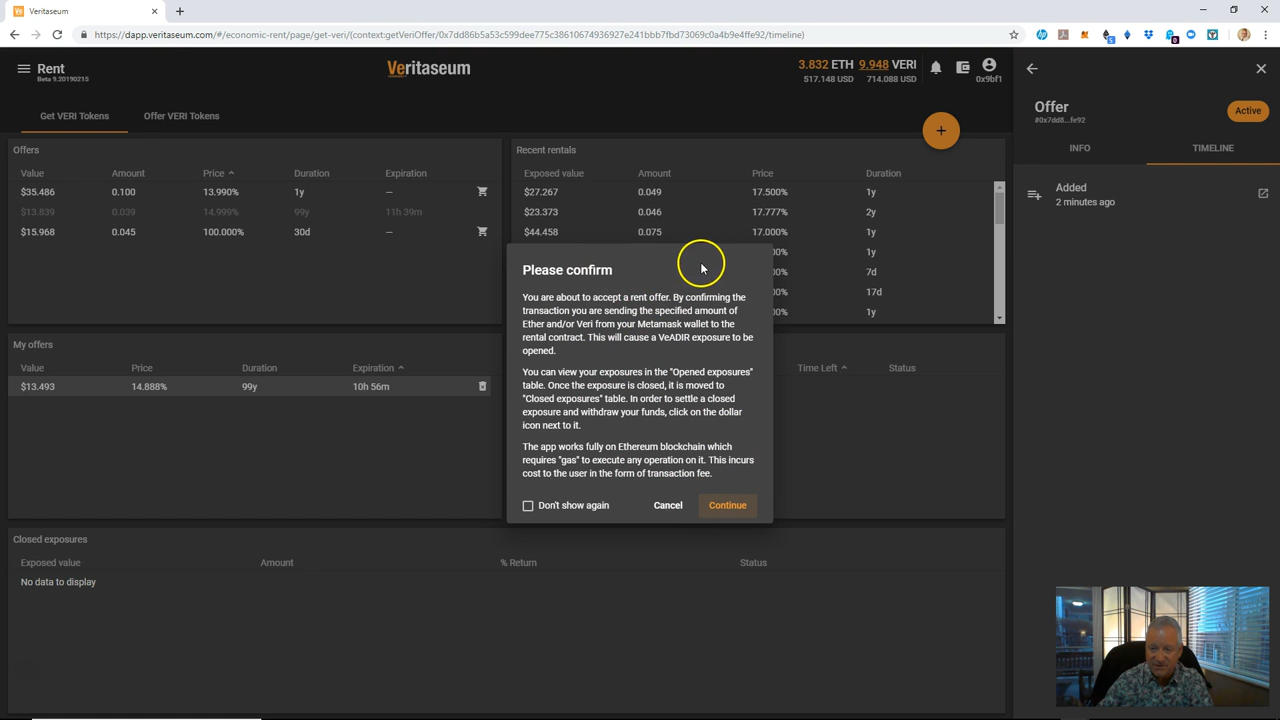 Veritaseum
https://dapp.veritaseum.com/#/economic-rent/page/get-veri/(context:getVeriOffer/0x7dd86b5a53c599dee775c38610674936927e241bbb7fbd73069c0a4b9e4ffe92/timeline)
Rent
Beta 9.20190215
Veritaseum
3.832 ETH 9.948 VERI
517.148 USD 714.088 USD
0x9bf1
Get VERI Tokens Offer VERI Tokens
Offers
Value Amount Price Duration Expiration
$35.486 0.100 13.990% 1y –
$13.839 0.039 14.999% 99y 11h 39m
$15.968 0.045 100.000% 30d –
Recent rentals
Exposed value Amount Price Duration
$27.267 0.049 17.500% 1y
$23.373 0.046 17.777% 2y
$44.458 0.075 17.000% 1y
00% 1y
00% 7d
00% 17d
00% 1y
Please confirm
You are about to accept a rent offer. By confirming the
transaction you are sending the specified amount of
Ether and/or Veri from your Metamask wallet to the
rental contract. This will cause a VeADIR exposure to be
opened.
You can view your exposures in the "Opened exposures"
table. Once the exposure is closed, it is moved to
"Closed exposures" table. In order to settle a closed
exposure and withdraw your funds, click on the dollar
icon next to it.
The app works fully on Ethereum blockchain which
requires "gas" to execute any operation on it. This incurs
cost to the user in the form of transaction fee.
Don't show again Cancel Continue
My offers
Value Price Duration Expiration
$13.493 14.888% 99y 10h 56m
Time Left Status
Closed exposures
Exposed value Amount % Return Status
No data to display
Offer
#0x7dd8...fe92
Active
INFO TIMELINE
Added
2 minutes ago